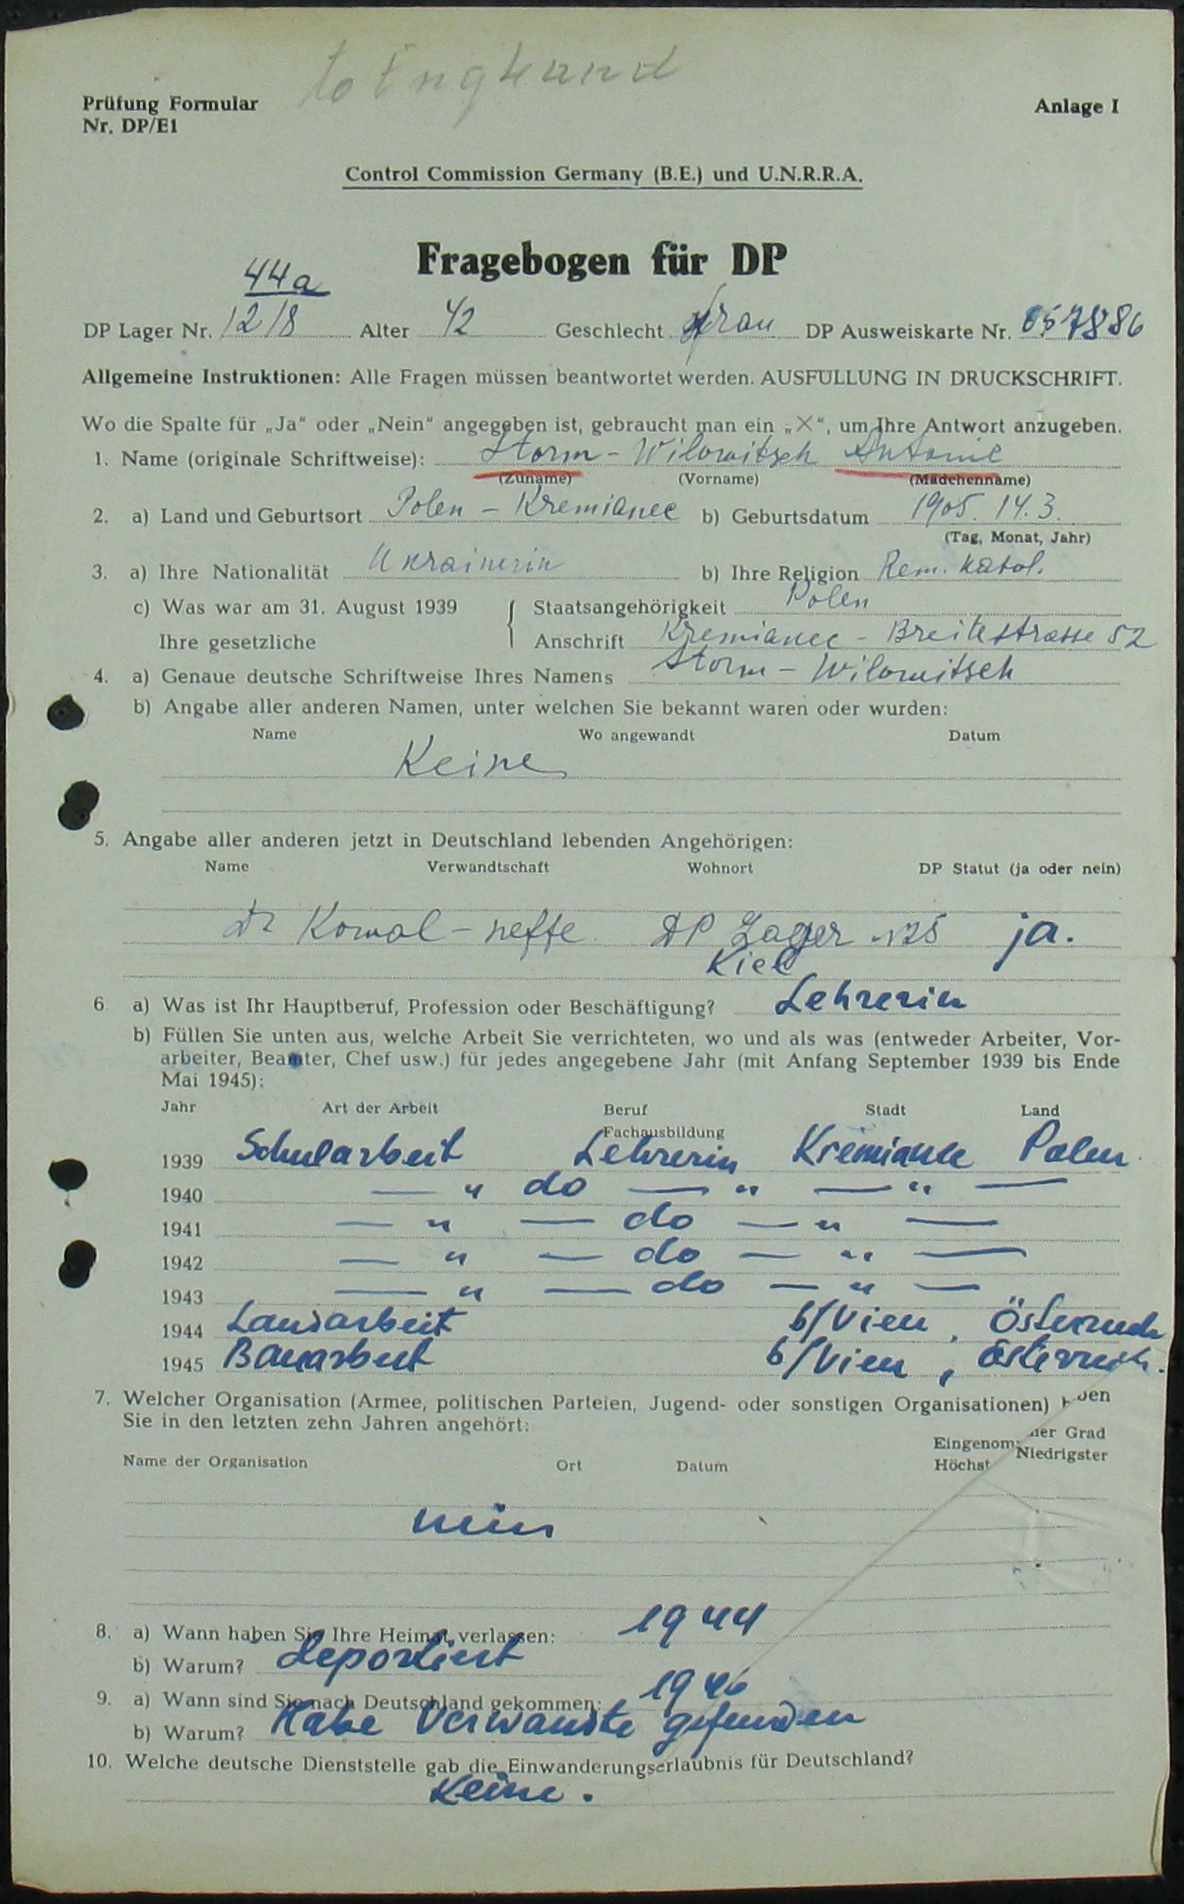 to England
Prüfung Formular
Nr. DP/E1
Anlage I
Control Commission Germany (B.E.) und U.N.R.R.A.
Fragebogen für DP
44a
DP Lager Nr. 12/8 Alter 42 Geschlecht frau DP Ausweiskarte Nr. 057886
Allgemeine Instruktionen: Alle Fragen müssen beantwortet werden. AUSFÜLLUNG IN DRUCKSCHRIFT.
Wo die Spalte für „Ja" oder „Nein" angegeben ist, gebraucht man ein „X", um Ihre Antwort anzugeben.
1. Name (originale Schriftweise): Storm - Wilowitsch Antonie
(Zuname) (Vorname) (Mädchenname)
2. a) Land und Geburtsort Polen - Kremianec b) Geburtsdatum 1905. 14. 3.
(Tag, Monat, Jahr)
3. a) Ihre Nationalität Ukrainerin b) Ihre Religion Rem. Katol.
c) Was war am 31. August 1939 Staatsangehörigkeit Polen
Ihre gesetzliche Anschrift Kremianec - Breitestrasse 52
4. a) Genaue deutsche Schriftweise Ihres Namens Storm - Wilowitsch
b) Angabe aller anderen Namen, unter welchen Sie bekannt waren oder wurden:
Name Wo angewandt Datum
Keine
5. Angabe aller anderen jetzt in Deutschland lebenden Angehörigen:
Name Verwandtschaft Wohnort DP Statut (ja oder nein)
Dr Kowal - neffe. DP Lager 125 ja.
Kiel
6 a) Was ist Ihr Hauptberuf, Profession oder Beschäftigung? Lehrerin
b) Füllen Sie unten aus, welche Arbeit Sie verrichteten, wo und als was (entweder Arbeiter, Vor-
arbeiter, Beamter, Chef usw.) für jedes angegebene Jahr (mit Anfang September 1939 bis Ende
Mai 1945):
Jahr Art der Arbeit Beruf Stadt Land
Fachausbildung
1939 Schularbeit Lehrerin Kremianec Polen
1940 — " do — " — " —
1941 — " — do — " —
1942 — " — do — " —
1943 — " — do — " —
1944 Landarbeit b/Vien, Österreich
1945 Bauarbeit b/Vien, Österreich.
7. Welcher Organisation (Armee, politischen Parteien, Jugend- oder sonstigen Organisationen)
Sie in den letzten zehn Jahren angehört:
Name der Organisation Ort Datum Eingenom ner Grad
Höchst Niedrigster
nein
8. a) Wann haben Sie Ihre Heimat verlassen: 1944
b) Warum? deportiert
9. a) Wann sind Sie nach Deutschland gekommen: 1946
b) Warum? Habe Verwandte gefunden
10. Welche deutsche Dienststelle gab die Einwanderungserlaubnis für Deutschland?
Keine.